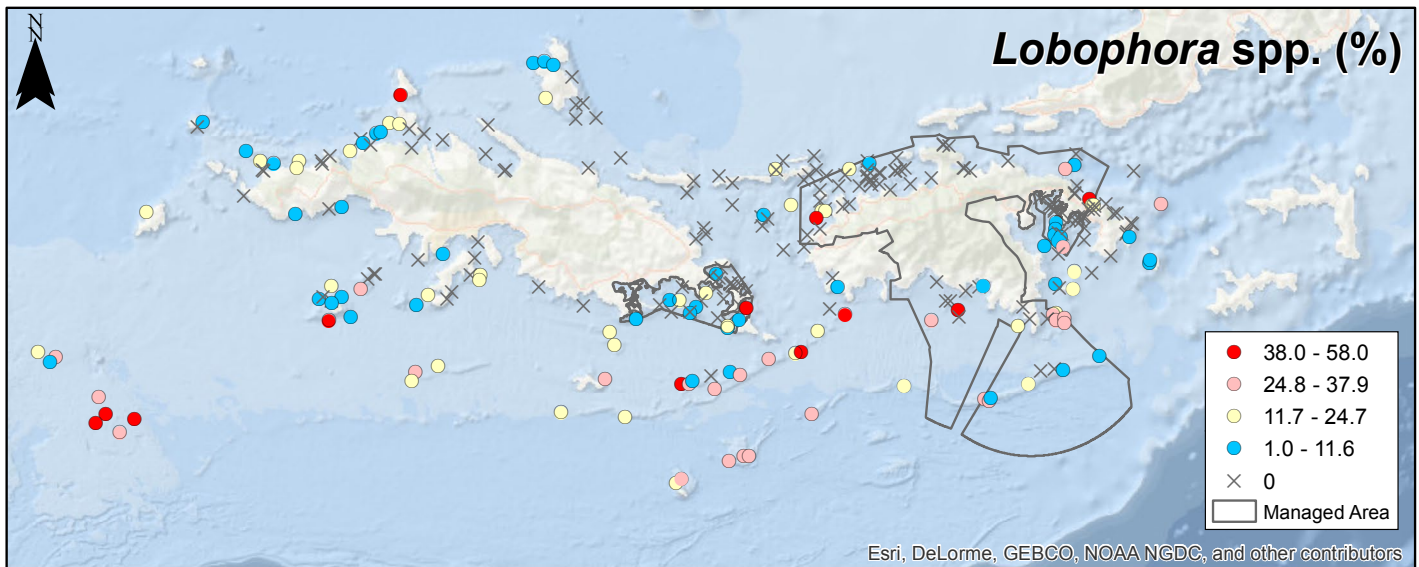 N
N
Lobophora spp. (%)
38.0 - 58.0
24.8 - 37.9
11.7 - 24.7
1.0 - 11.6
0
Managed Area
Esri, DeLorme, GEBCO, NOAA NGDC, and other contributors